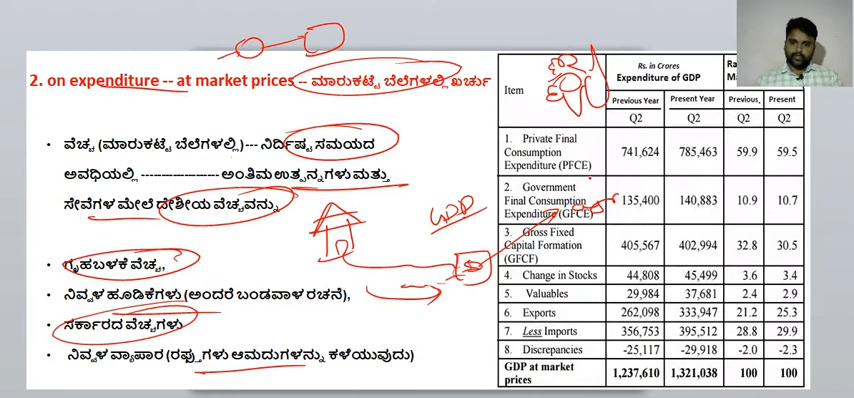 2. on expenditure -- at market prices -- ಮಾರುಕಟ್ಟೆ ಬೆಲೆಗಳಲ್ಲಿ ಖರ್ಚು
• ವೆಚ್ಚ (ಮಾರುಕಟ್ಟೆ ಬೆಲೆಗಳಲ್ಲಿ) --- ನಿರ್ದಿಷ್ಟ ಸಮಯದ
ಅವಧಿಯಲ್ಲಿ ------------------- ಅಂತಿಮ ಉತ್ಪನ್ನಗಳು ಮತ್ತು
ಸೇವೆಗಳ ಮೇಲೆ ದೇಶೀಯ ವೆಚ್ಚವನ್ನು
GDP
• ಗೃಹಬಳಕೆ ವೆಚ್ಚ,
• ನಿವ್ವಳ ಹೂಡಿಕೆಗಳು (ಅಂದರೆ ಬಂಡವಾಳ ರಚನೆ),
• ಸರ್ಕಾರದ ವೆಚ್ಚಗಳು
• ನಿವ್ವಳ ವ್ಯಾಪಾರ (ರಫ್ತುಗಳು ಆಮದುಗಳನ್ನು ಕಳೆಯುವುದು)
Rs. in Crores
Item Expenditure of GDP
Previous Year Present Year Previous, Present
Q2 Q2 Q2 Q2
1. Private Final
Consumption 741,624 785,463 59.9 59.5
Expenditure (PFCE)
2. Government
Final Consumption 135,400 140,883 10.9 10.7
Expenditure (GFCE)
3. Gross Fixed
Capital Formation 405,567 402,994 32.8 30.5
(GFCF)
4. Change in Stocks 44,808 45,499 3.6 3.4
5. Valuables 29,984 37,681 2.4 2.9
6. Exports 262,098 333,947 21.2 25.3
7. Less Imports 356,753 395,512 28.8 29.9
8. Discrepancies -25,117 -29,918 -2.0 -2.3
GDP at market 1,237,610 1,321,038 100 100
prices